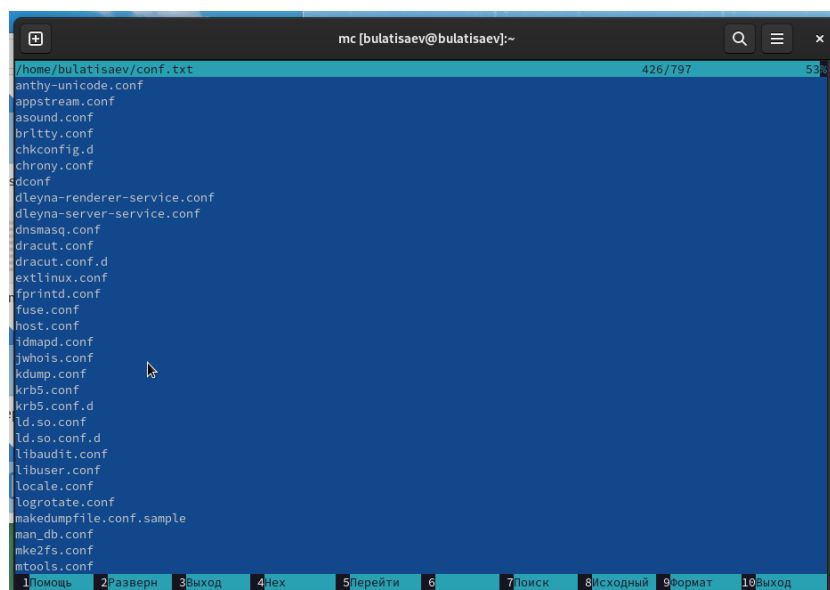 mc [bulatisaev@bulatisaev]:~
/home/bulatisaev/conf.txt 426/797 53%
anthy-unicode.conf
appstream.conf
asound.conf
brltty.conf
chkconfig.d
chrony.conf
dconf
dleyna-renderer-service.conf
dleyna-server-service.conf
dnsmasq.conf
dracut.conf
dracut.conf.d
extlinux.conf
fprintd.conf
fuse.conf
host.conf
idmapd.conf
jwhois.conf
kdump.conf
krb5.conf
krb5.conf.d
ld.so.conf
ld.so.conf.d
libaudit.conf
libuser.conf
locale.conf
logrotate.conf
makedumpfile.conf.sample
man_db.conf
mke2fs.conf
mtools.conf
1Помощь 2Разверн 3Выход 4Hex 5Перейти 6 7Поиск 8Исходный 9Формат 10Выход